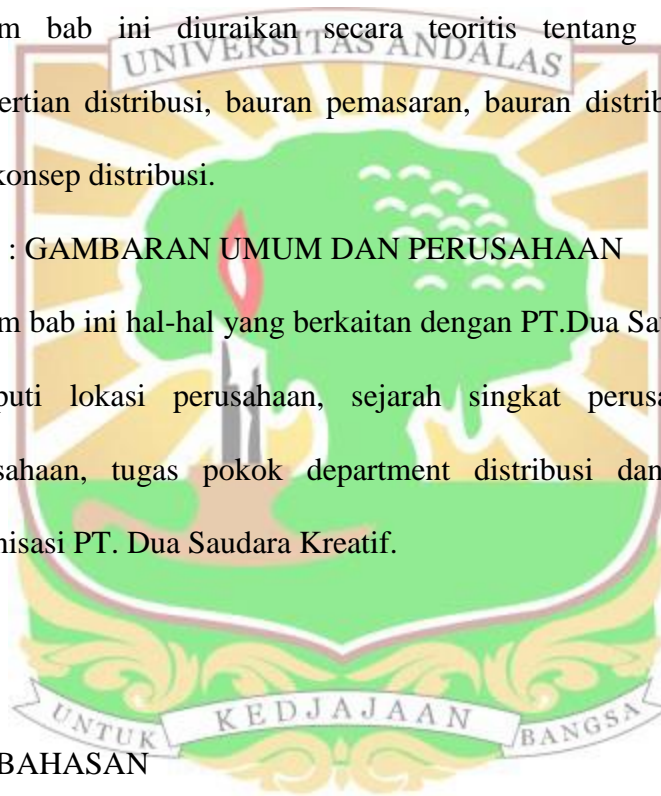 m bab ini diuraikan secara teoritis tentang
UNIVERSITAS ANDALAS
ertian distribusi, bauran pemasaran, bauran distrib
konsep distribusi.
: GAMBARAN UMUM DAN PERUSAHAAN
m bab ini hal-hal yang berkaitan dengan PT.Dua Sa
puti lokasi perusahaan, sejarah singkat perusa
sahaan, tugas pokok department distribusi dan
nisasi PT. Dua Saudara Kreatif.
UNTUK KEDJAJAAN BANGSA
BAHASAN